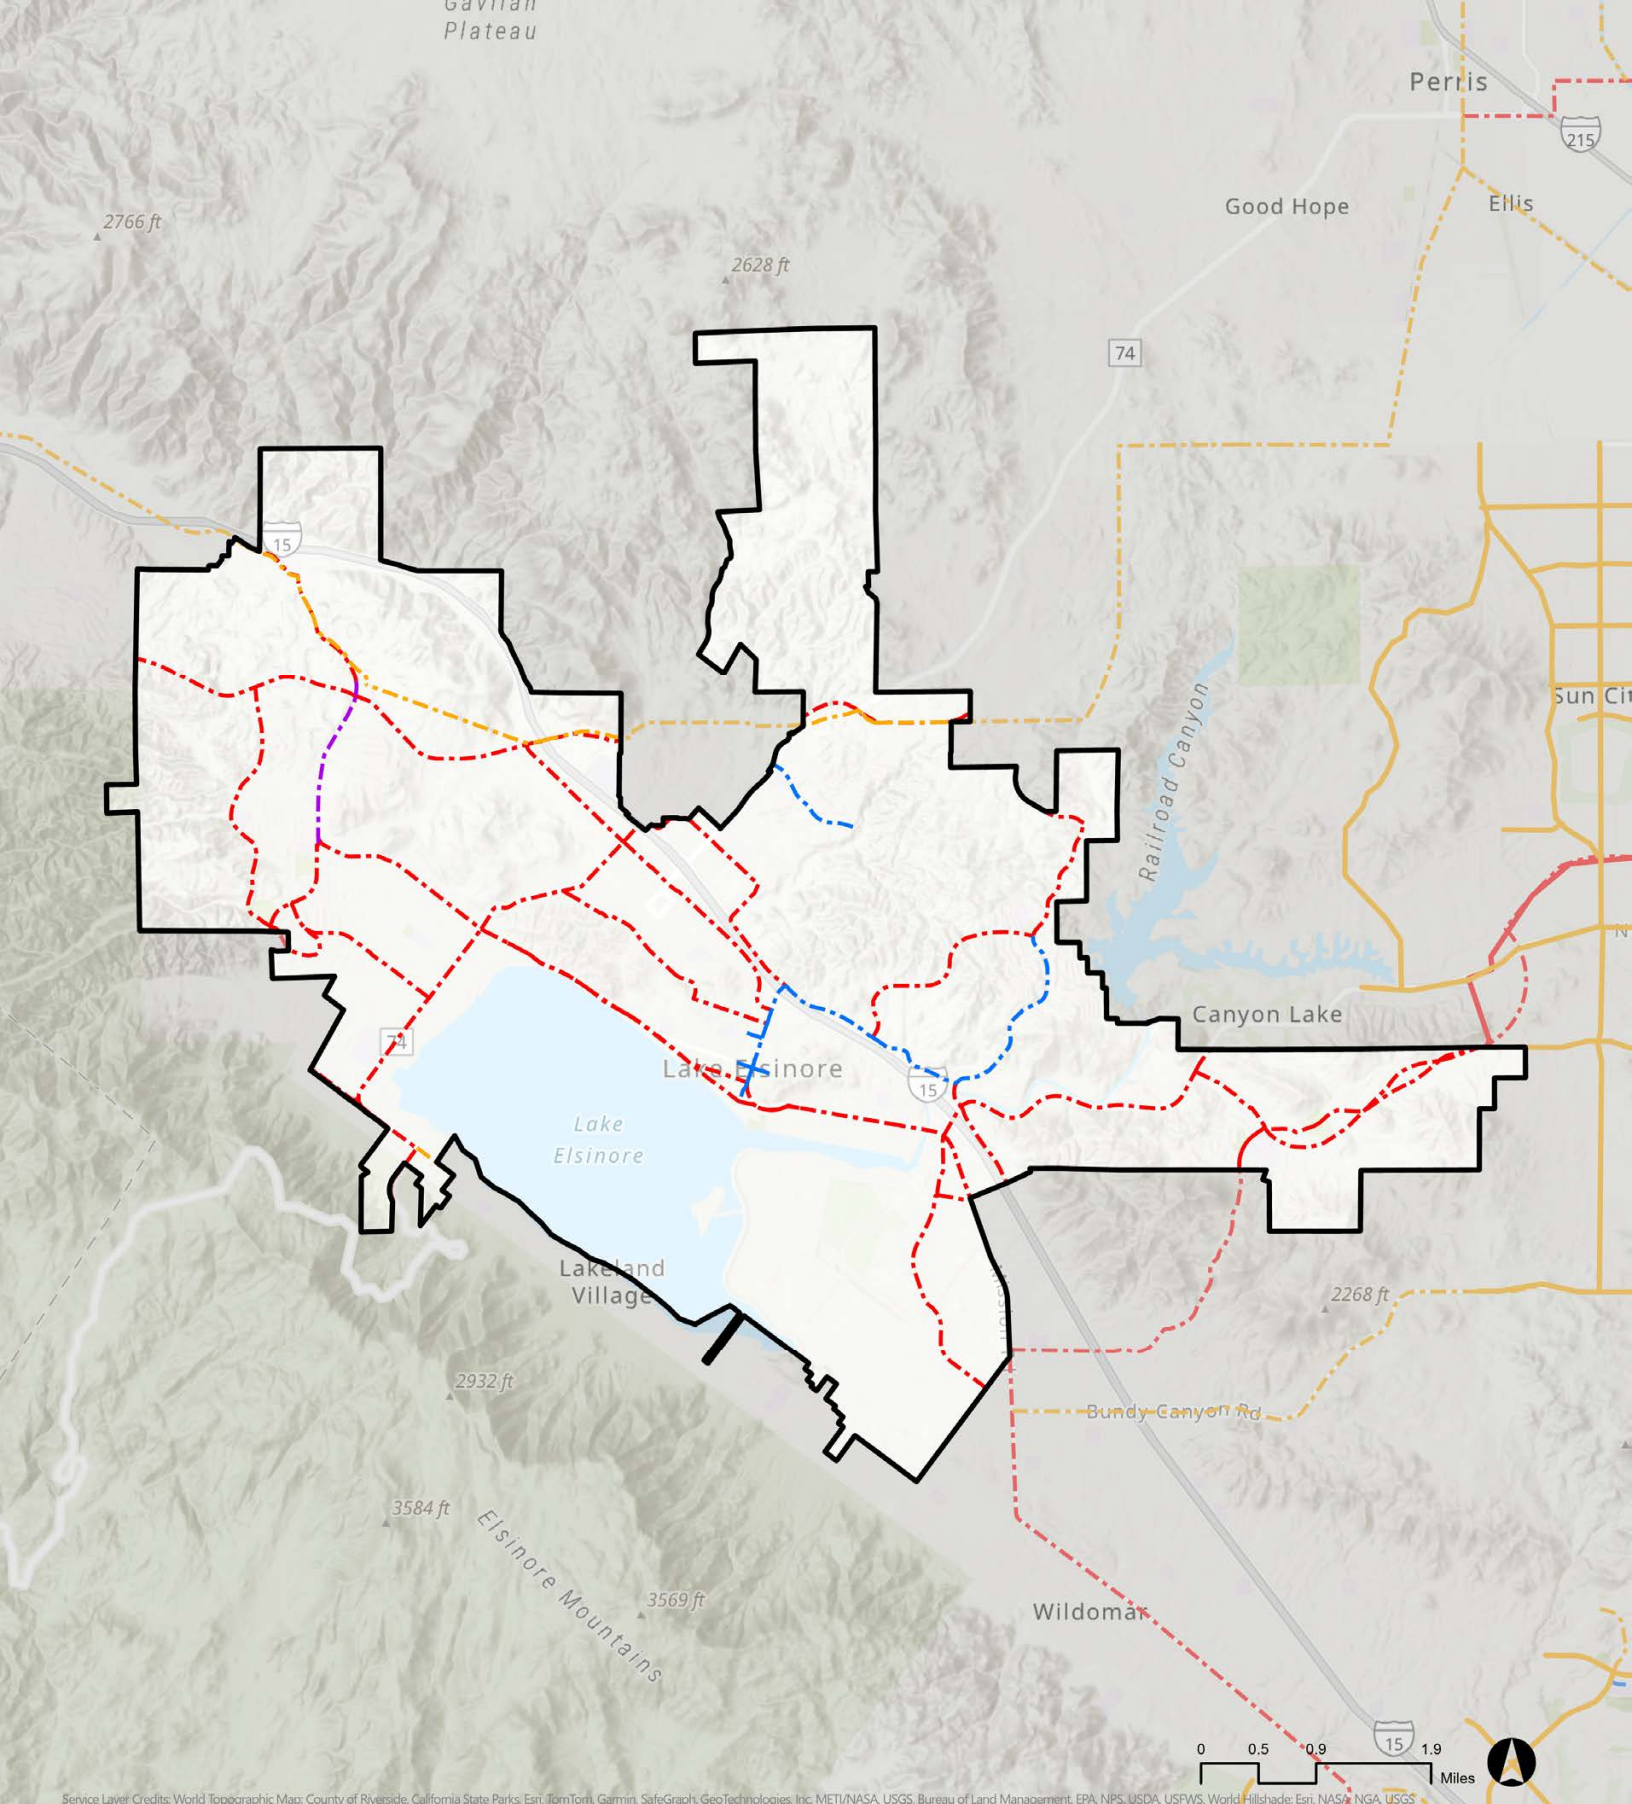 Gavilan
Plateau
Perris
215
Good Hope
Ellis
2766 ft
2628 ft
74
15
Sun Cit
Railroad Canyon
N
Canyon Lake
74
Lake Elsinore
15
Lake
Elsinore
Lakeland
Village
2268 ft
2932 ft
Bundy Canyon Rd
3584 ft
Elsinore Mountains
3569 ft
Wildomar
15
0 0.5 0.9 1.9
Miles
Service Layer Credits: World Topographic Map: County of Riverside, California State Parks, Esri, TomTom, Garmin, SafeGraph, GeoTechnologies, Inc, METI/NASA, USGS, Bureau of Land Management, EPA, NPS, USDA, USFWS, World Hillshade: Esri, NASA, NGA, USGS